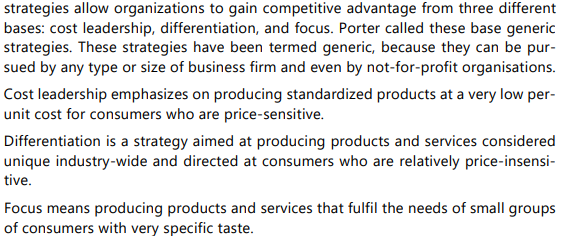 strategies allow organizations to gain competitive advantage from three different
bases: cost leadership, differentiation, and focus. Porter called these base generic
strategies. These strategies have been termed generic, because they can be pur-
sued by any type or size of business firm and even by not-for-profit organisations.
Cost leadership emphasizes on producing standardized products at a very low per-
unit cost for consumers who are price-sensitive.
Differentiation is a strategy aimed at producing products and services considered
unique industry-wide and directed at consumers who are relatively price-insensi-
tive.
Focus means producing products and services that fulfil the needs of small groups
of consumers with very specific taste.